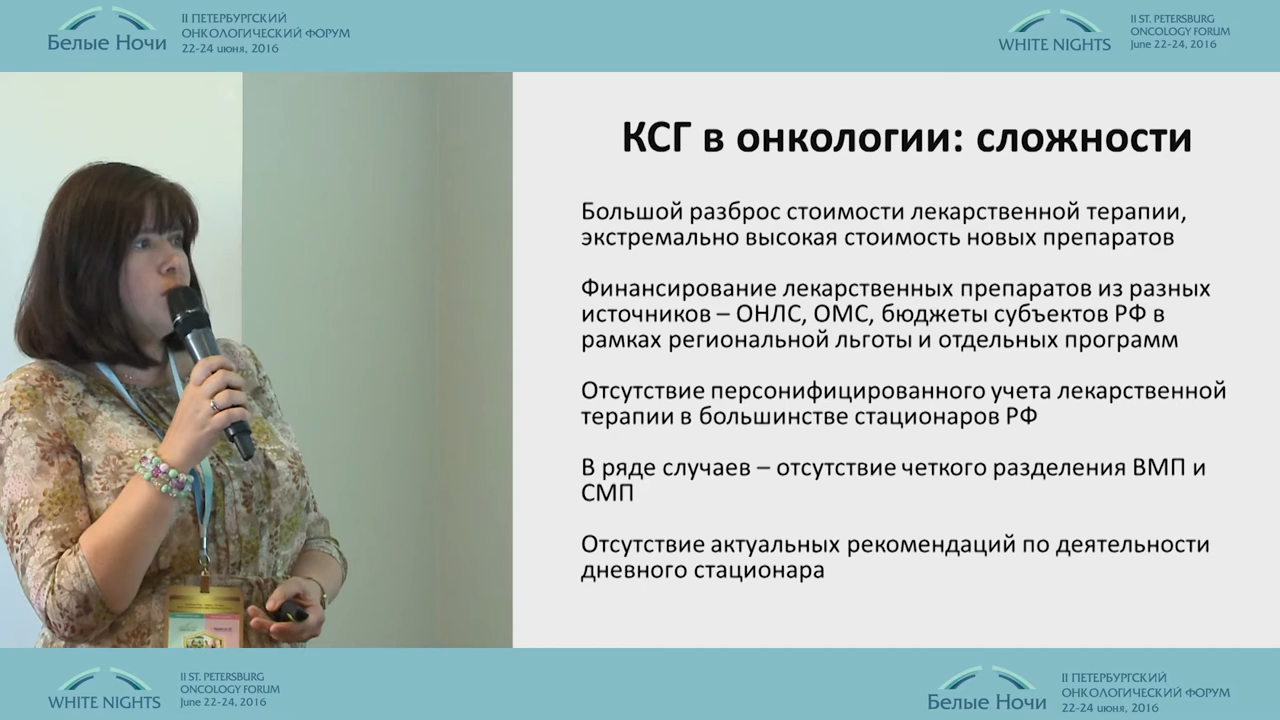 Белые Ночи
II ПЕТЕРБУРГСКИЙ
ОНКОЛОГИЧЕСКИЙ ФОРУМ
22-24 июня, 2016
WHITE NIGHTS
II ST. PETERSBURG
ONCOLOGY FORUM
June 22-24, 2016
КСГ в онкологии: сложности
Большой разброс стоимости лекарственной терапии,
экстремально высокая стоимость новых препаратов
Финансирование лекарственных препаратов из разных
источников – ОНЛС, ОМС, бюджеты субъектов РФ в
рамках региональной льготы и отдельных программ
Отсутствие персонифицированного учета лекарственной
терапии в большинстве стационаров РФ
В ряде случаев – отсутствие четкого разделения ВМП и
СМП
Отсутствие актуальных рекомендаций по деятельности
дневного стационара
WHITE NIGHTS
II ST. PETERSBURG
ONCOLOGY FORUM
June 22-24, 2016
Белые Ночи
II ПЕТЕРБУРГСКИЙ
ОНКОЛОГИЧЕСКИЙ ФОРУМ
22-24 июня, 2016